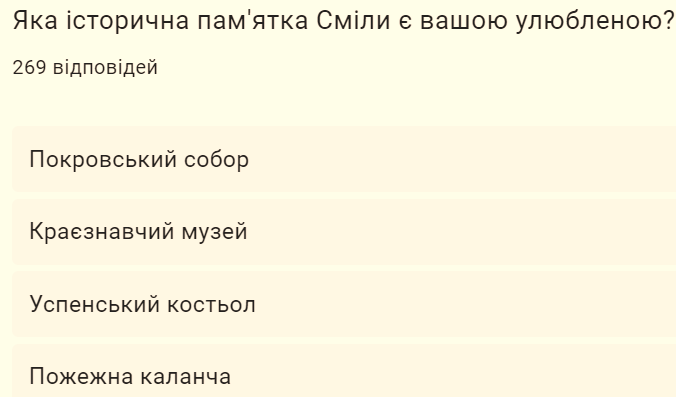 Яка історична пам'ятка Сміли є вашою улюбленою?
269 відповідей
Покровський собор
Краєзнавчий музей
Успенський костьол
Пожежна каланча